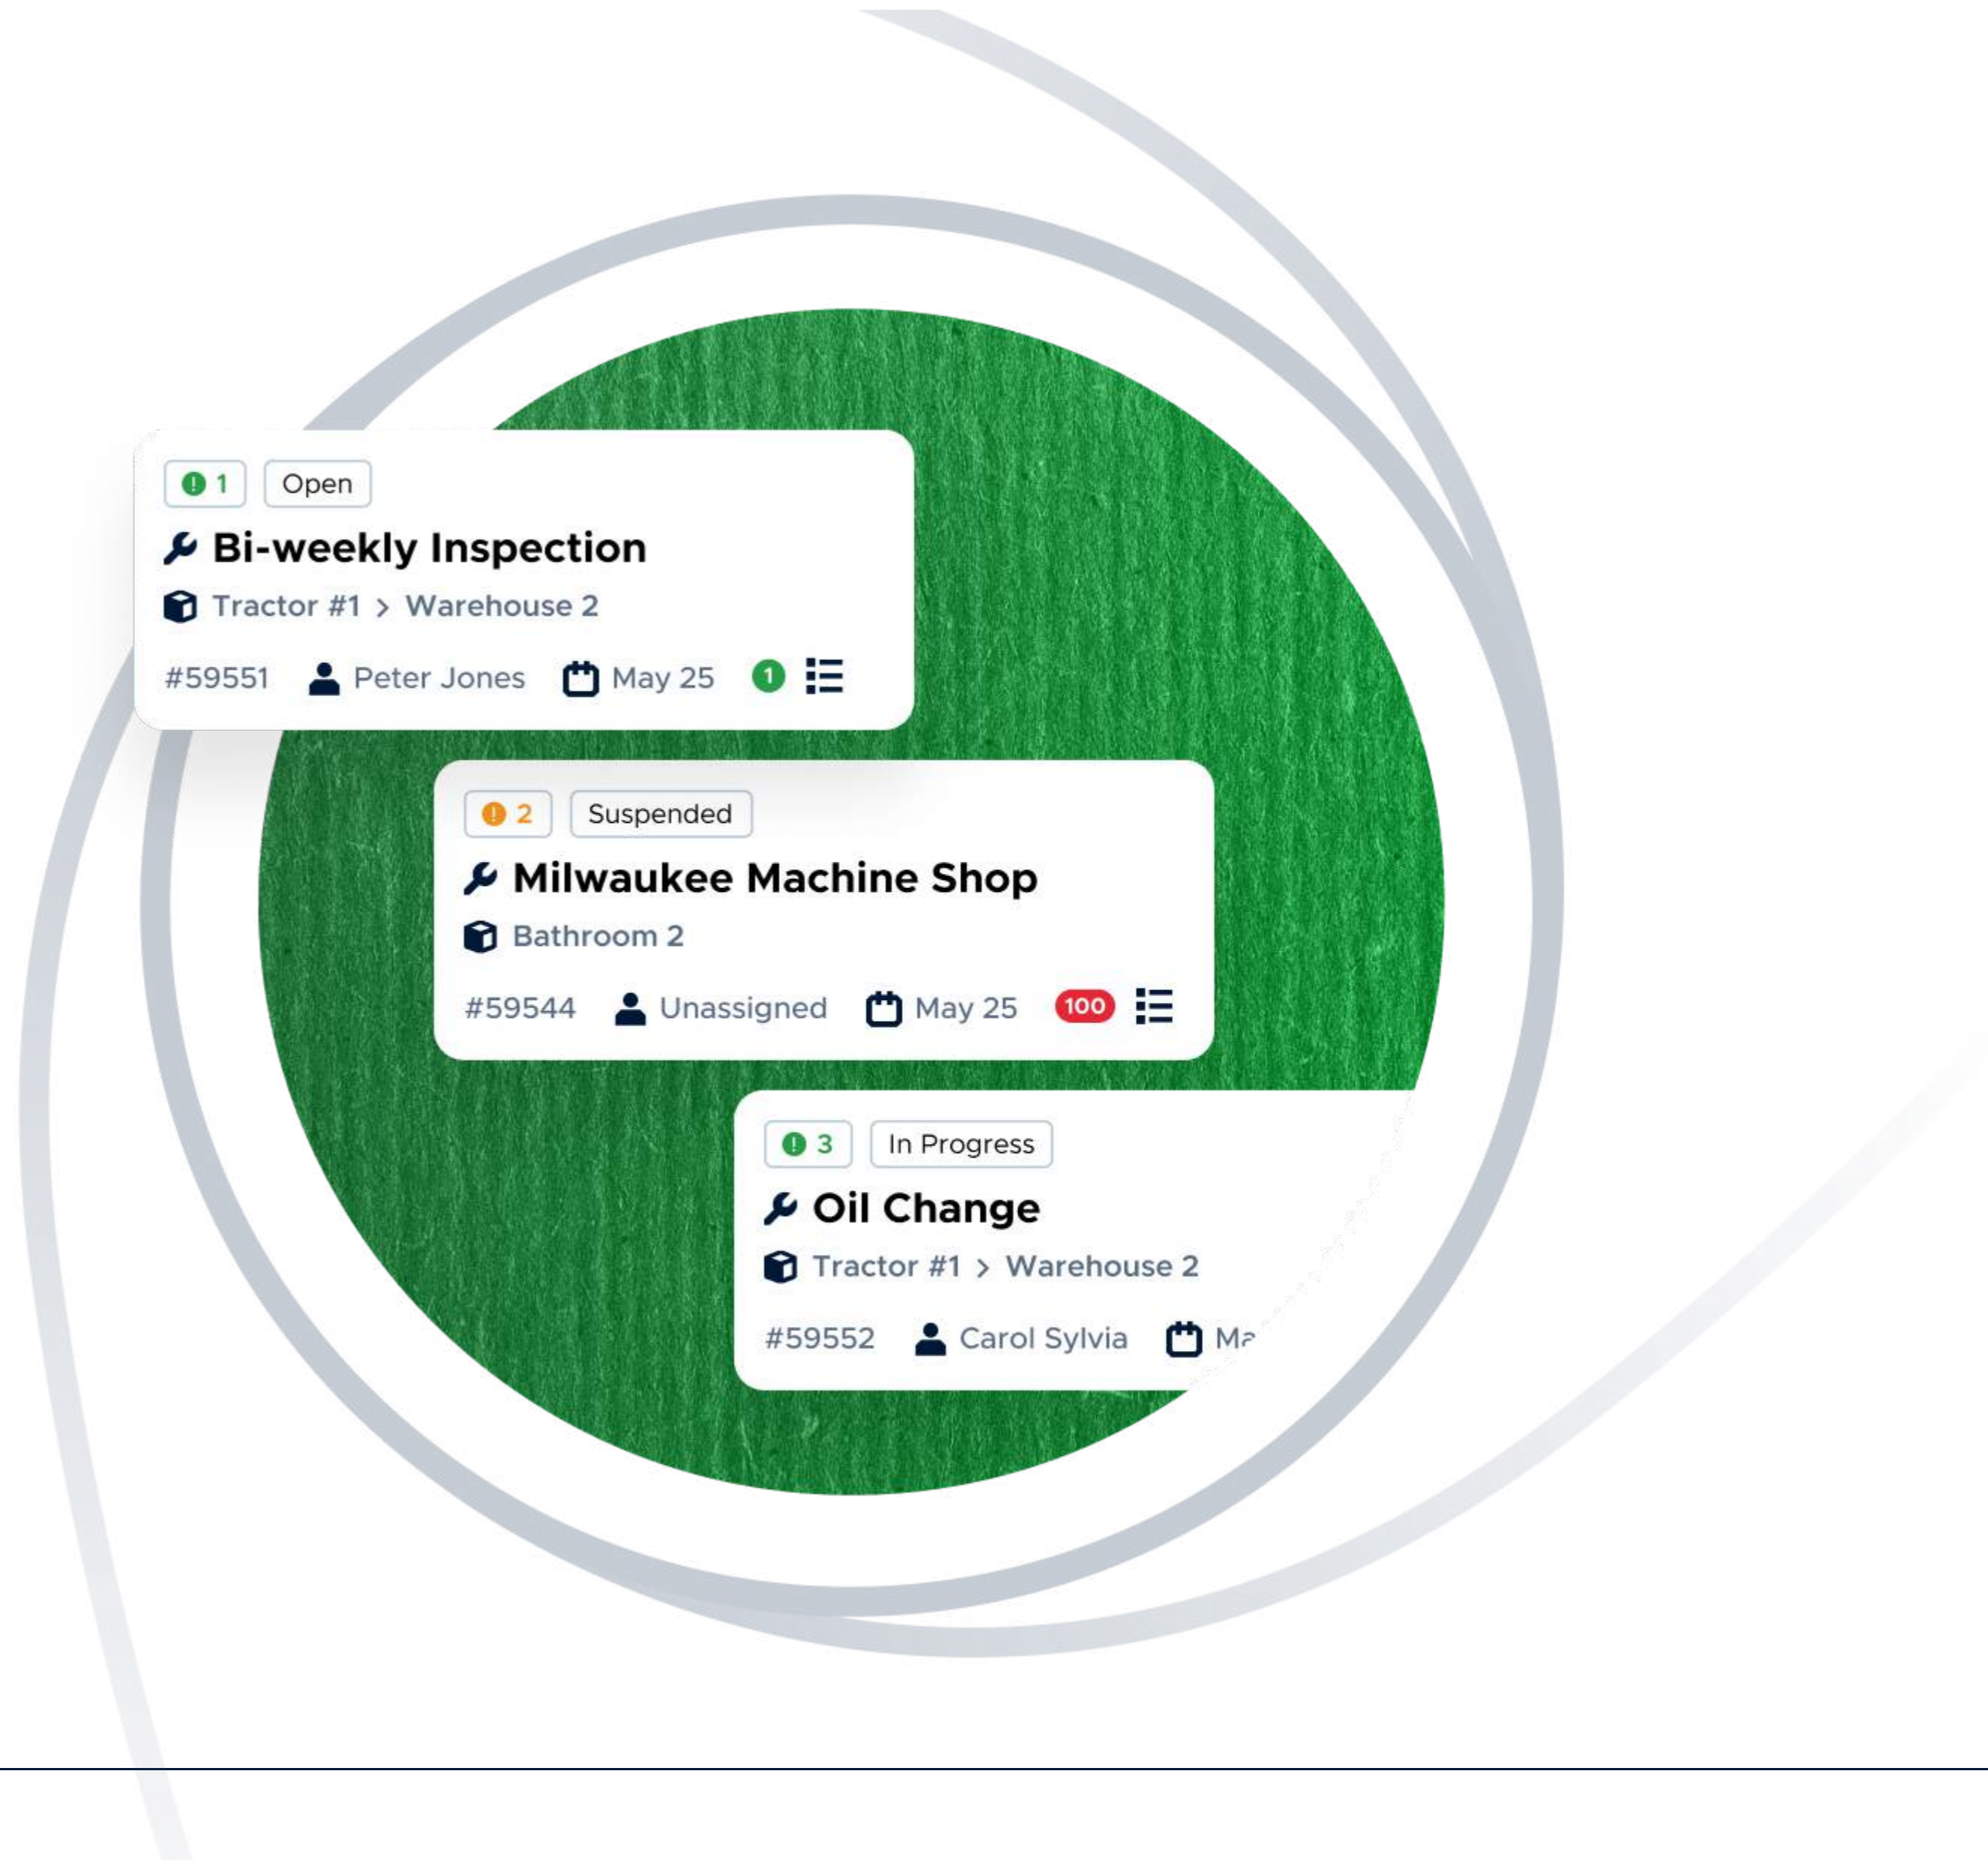 1 Open
Bi-weekly Inspection
Tractor #1 > Warehouse 2
#59551 Peter Jones May 25 1
2 Suspended
Milwaukee Machine Shop
Bathroom 2
#59544 Unassigned May 25 100
3 In Progress
Oil Change
Tractor #1 > Warehouse 2
#59552 Carol Sylvia